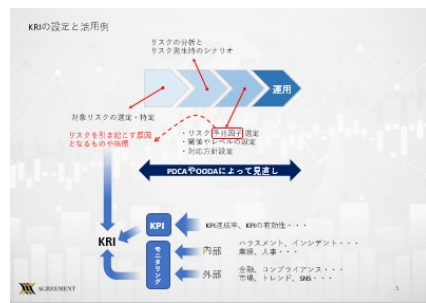 KRIの設定と活用例
リスクの分析と
リスク発生時のシナリオ
運用
対象リスクの選定・特定
リスクを引き起こす原因
となるものや指標
・リスク予兆因子選定
・閾値やレベルの設定
・対応方針設定
PDCAやOODAによって見直し
KPI
KPI達成率、KPIの有効性・・・
KRI
モニタリング
内部
ハラスメント、インシデント・・・
業績、人事・・・
外部
金融、コンプライアンス・・・
市場、トレンド、SNS・・・
AGREEMENT
5